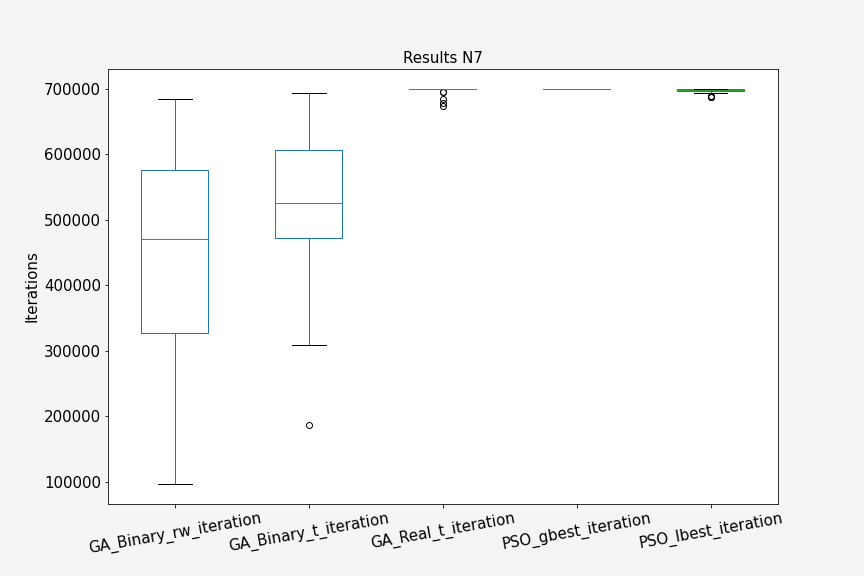 Results N7
Iterations
700000
600000
500000
400000
300000
200000
100000
GA_Binary_rw_iteration
GA_Binary_t_iteration
GA_Real_t_iteration
PSO_gbest_iteration
PSO_lbest_iteration